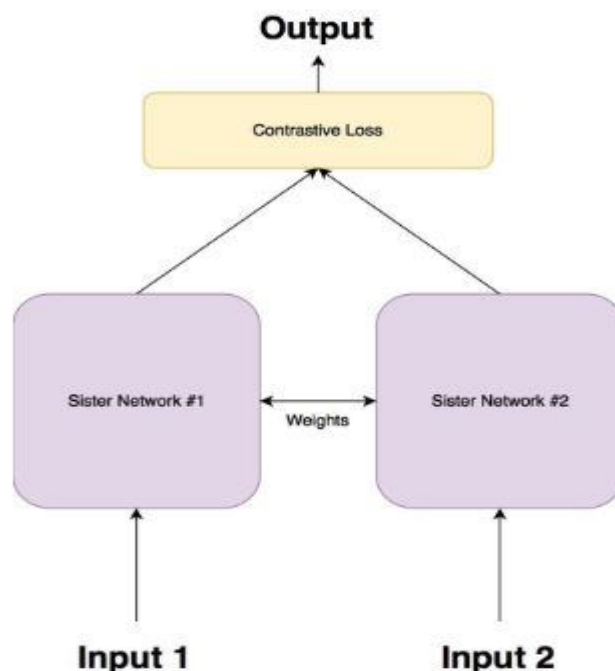 Output
Contrastive Loss
Sister Network #1
Sister Network #2
Weights
Input 1
Input 2